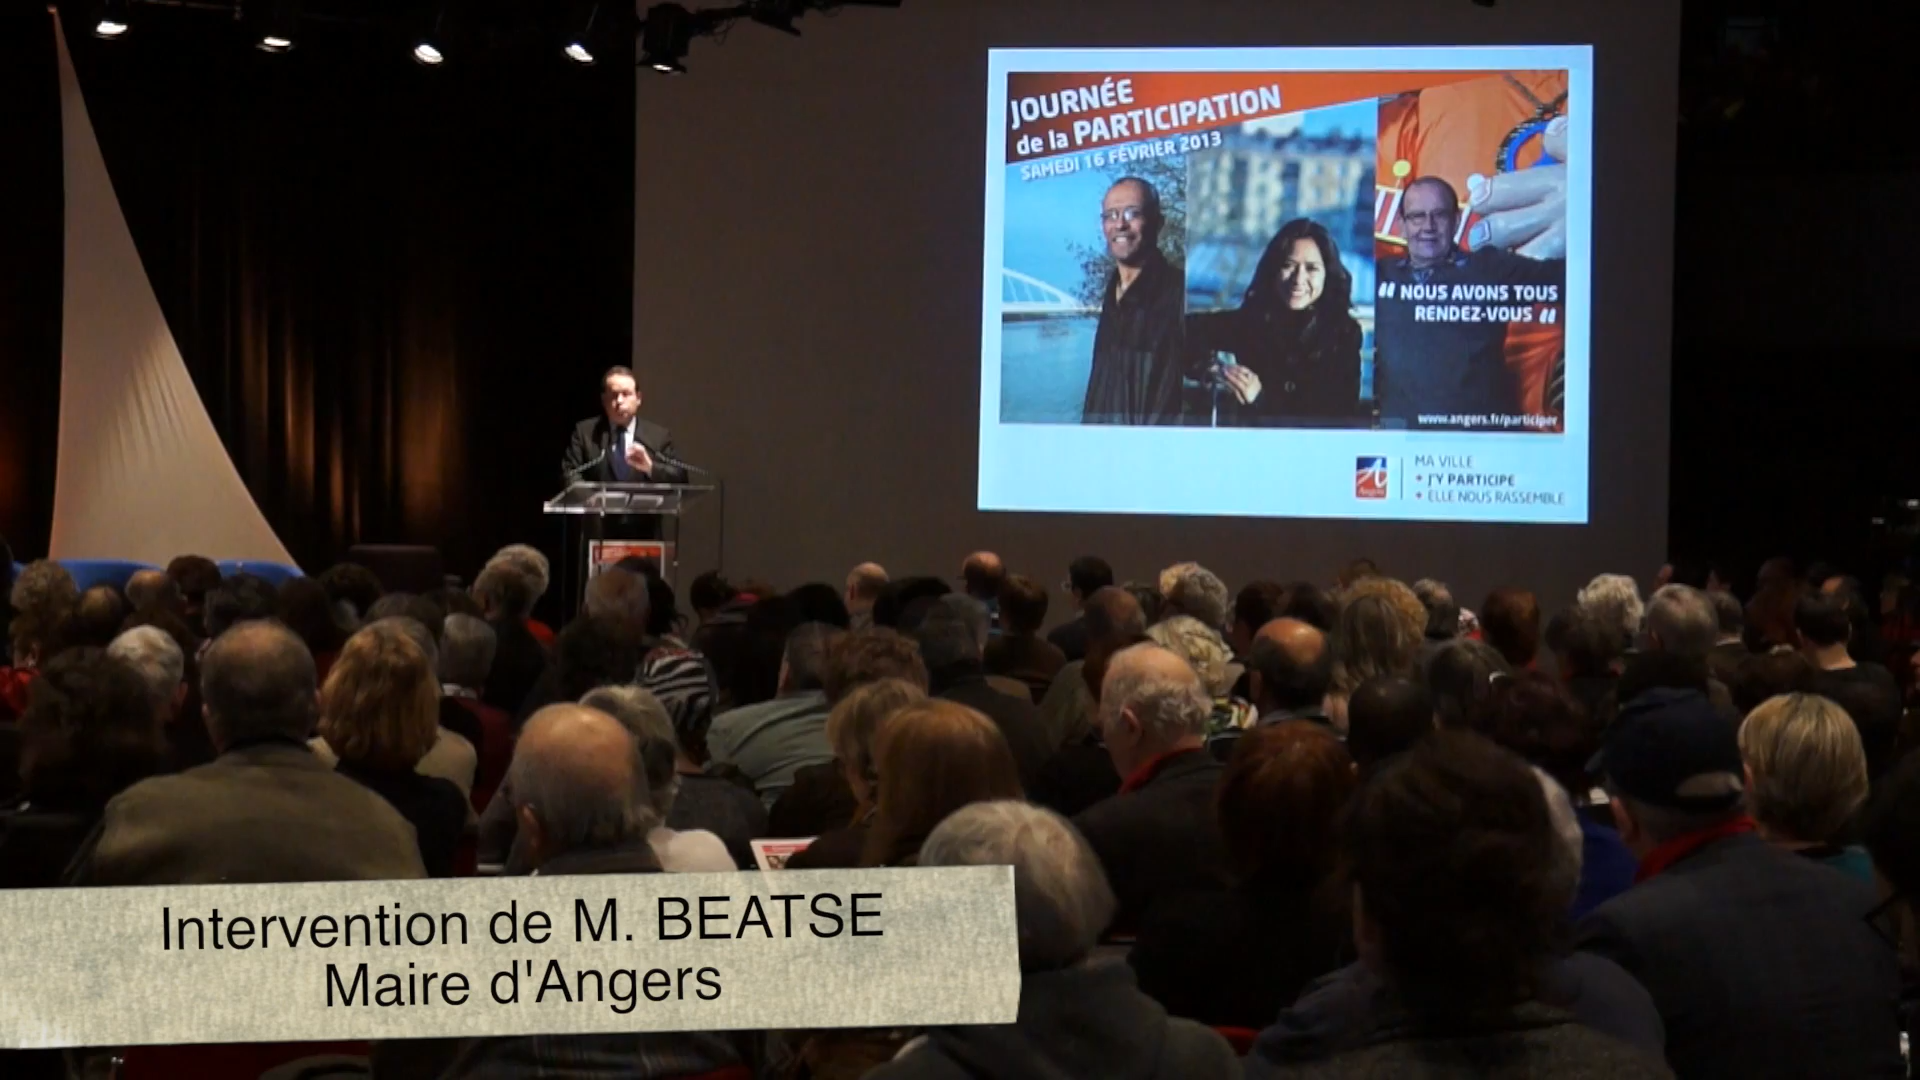 JOURNÉE
de la PARTICIPATION
SAMEDI 16 FÉVRIER 2013
NOUS AVONS TOUS
RENDEZ-VOUS
www.angers.fr/participer
Angers
MA VILLE
+ J'Y PARTICIPE
+ ELLE NOUS RASSEMBLE
Intervention de M. BEATSE
Maire d'Angers